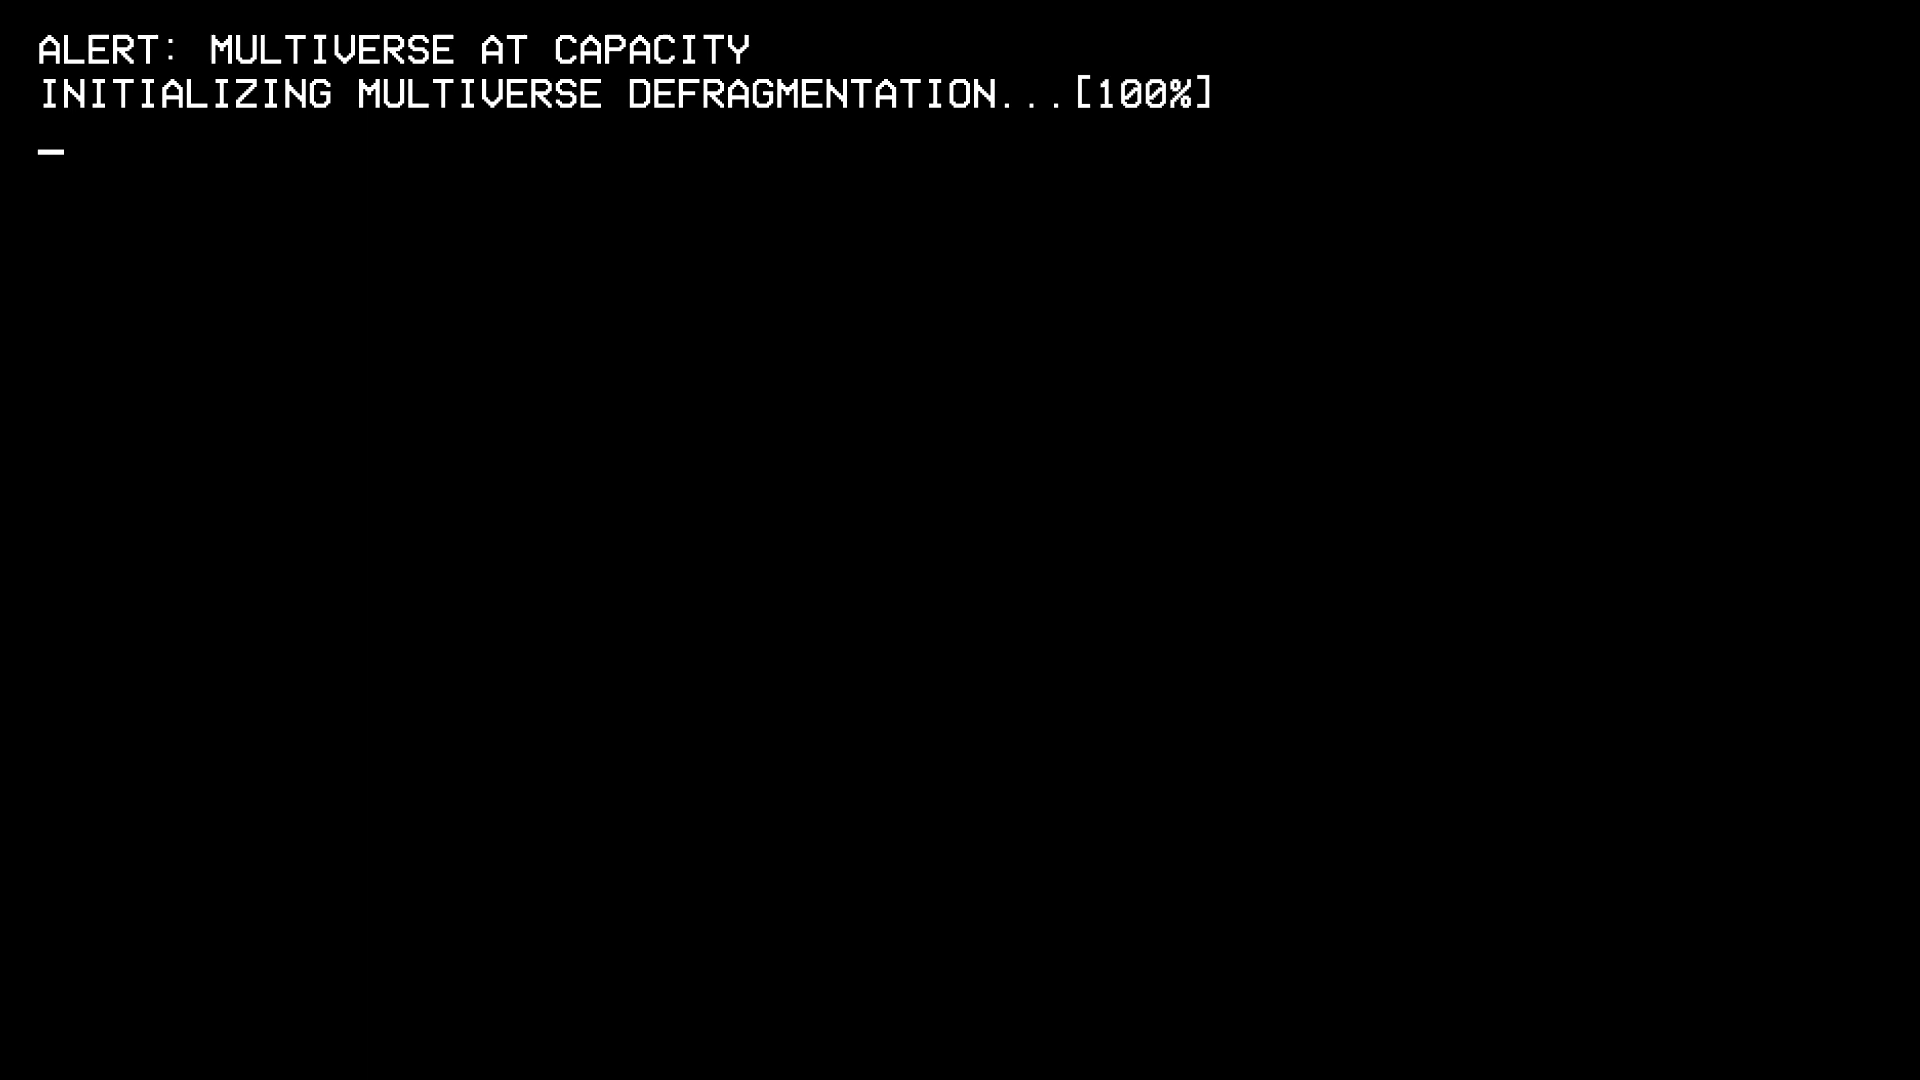 ALERT: MULTIVERSE AT CAPACITY
INITIALIZING MULTIVERSE DEFRAGMENTATION...[100%]
_